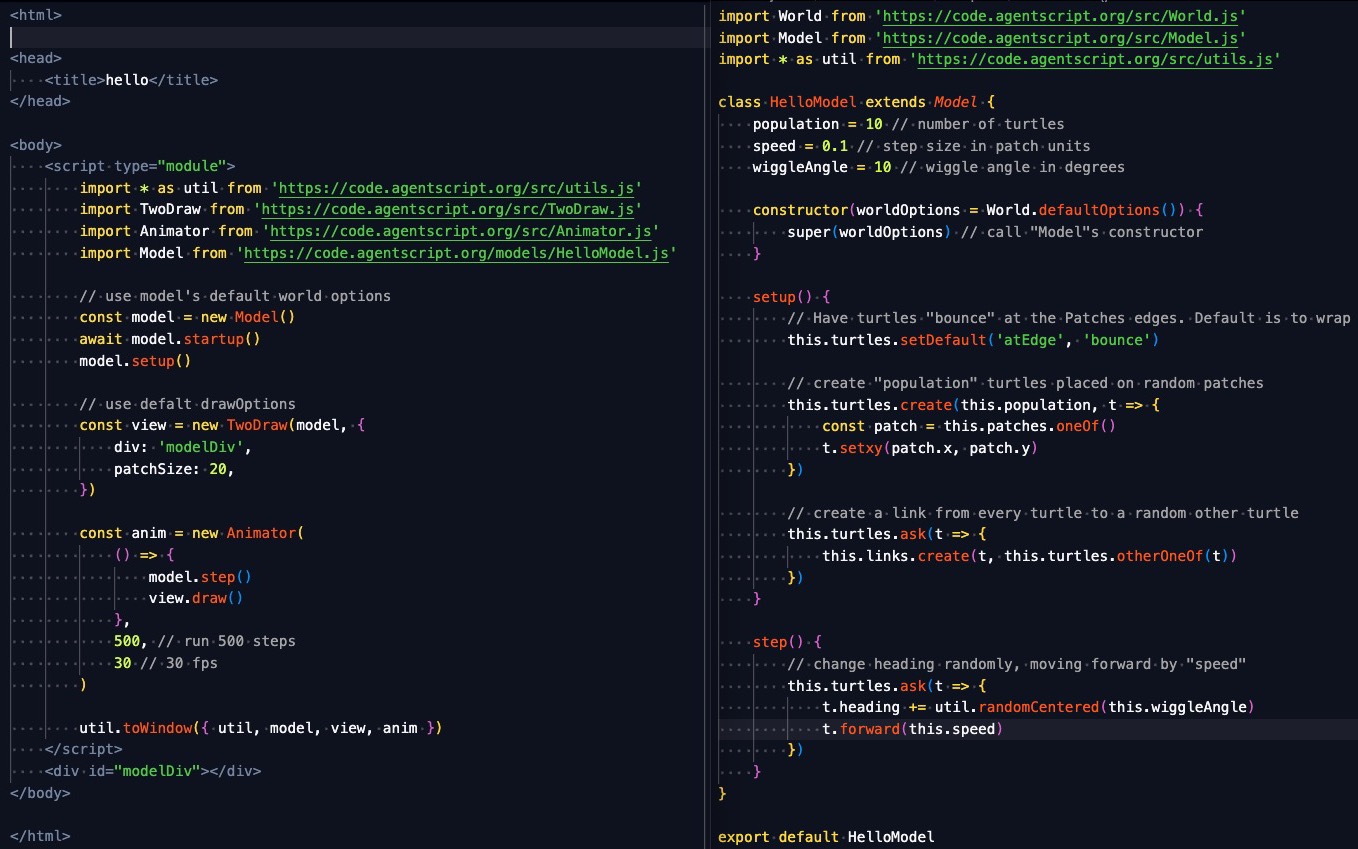 <html>
<head>
<title>hello</title>
</head>
<body>
<script type="module">
import * as util from 'https://code.agentscript.org/src/utils.js'
import TwoDraw from 'https://code.agentscript.org/src/TwoDraw.js'
import Animator from 'https://code.agentscript.org/src/Animator.js'
import Model from 'https://code.agentscript.org/models/HelloModel.js'
// use model's default world options
const model = new Model()
await model.startup()
model.setup()
// use defalt drawOptions
const view = new TwoDraw(model, {
div: 'modelDiv',
patchSize: 20,
})
const anim = new Animator(
() => {
model.step()
view.draw()
},
500, // run 500 steps
30 // 30 fps
)
util.toWindow({ util, model, view, anim })
</script>
<div id="modelDiv"></div>
</body>
</html>
import World from 'https://code.agentscript.org/src/World.js'
import Model from 'https://code.agentscript.org/src/Model.js'
import * as util from 'https://code.agentscript.org/src/utils.js'
class HelloModel extends Model {
population = 10 // number of turtles
speed = 0.1 // step size in patch units
wiggleAngle = 10 // wiggle angle in degrees
constructor(worldOptions = World.defaultOptions()) {
super(worldOptions) // call "Model"s constructor
}
setup() {
// Have turtles "bounce" at the Patches edges. Default is to wrap
this.turtles.setDefault('atEdge', 'bounce')
// create "population" turtles placed on random patches
this.turtles.create(this.population, t => {
const patch = this.patches.oneOf()
t.setxy(patch.x, patch.y)
})
// create a link from every turtle to a random other turtle
this.turtles.ask(t => {
this.links.create(t, this.turtles.otherOneOf(t))
})
}
step() {
// change heading randomly, moving forward by "speed"
this.turtles.ask(t => {
t.heading += util.randomCentered(this.wiggleAngle)
t.forward(this.speed)
})
}
}
export default HelloModel